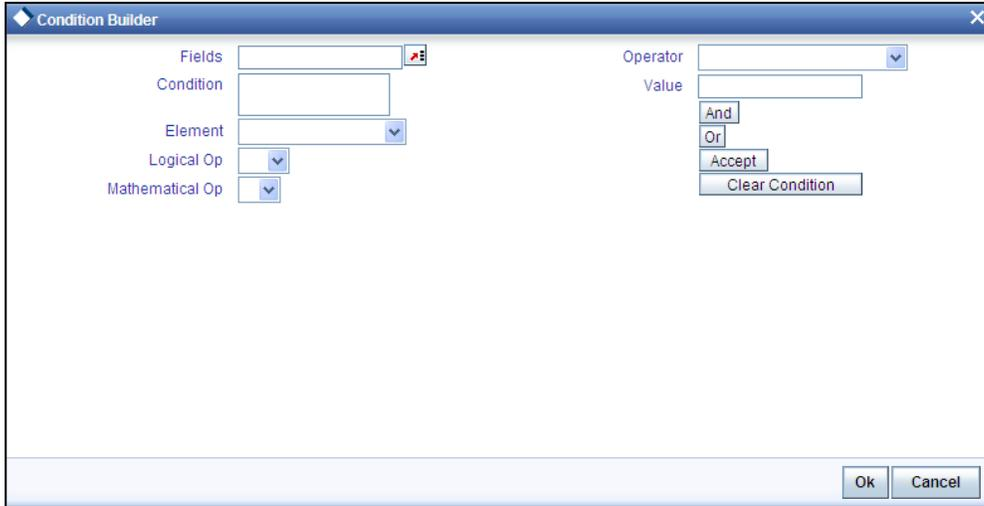 Condition Builder
Fields
Operator
Condition
Value
And
Element
Or
Logical Op
Accept
Mathematical Op
Clear Condition
Ok Cancel